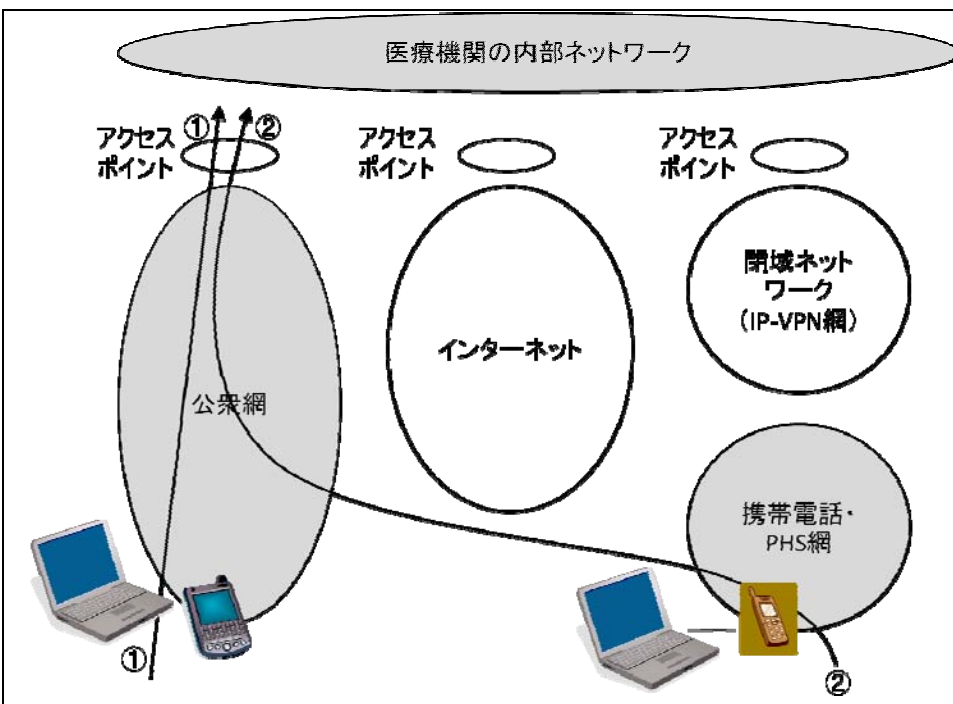 医療機関の内部ネットワーク
① ②
アクセス
ポイント
アクセス
ポイント
アクセス
ポイント
閉域ネット
ワーク
（IP-VPN網）
インターネット
公衆網
携帯電話・
PHS網
①
②